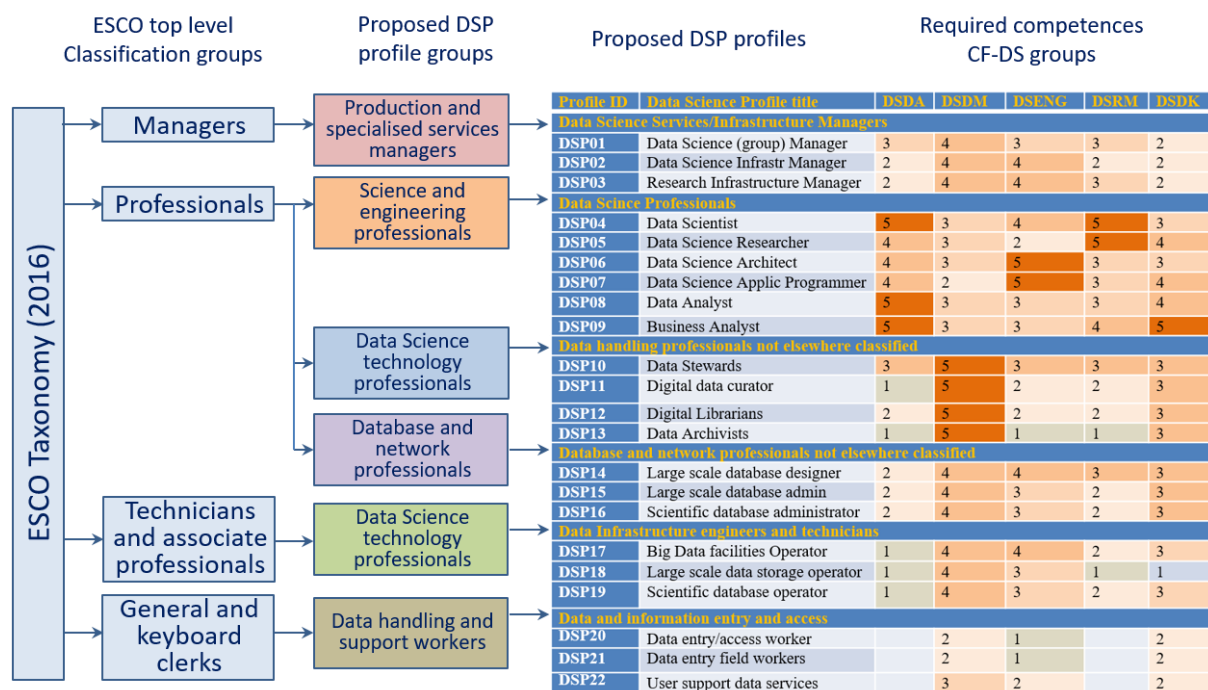 ESCO top level
Classification groups
Proposed DSP
profile groups
Proposed DSP profiles
Required competences
CF-DS groups
ESCO Taxonomy (2016)
Managers
Professionals
Technicians
and associate
professionals
General and
keyboard
clerks
Production and
specialised services
managers
Science and
engineering
professionals
Data Science
technology
professionals
Database and
network
professionals
Data Science
technology
professionals
Data handling and
support workers
Profile ID Data Science Profile title DSDA DSDM DSENG DSRM DSDK
Data Science Services/Infrastructure Managers
DSP01 Data Science (group) Manager 3 4 3 3 2
DSP02 Data Science Infrastr Manager 2 4 4 2 2
DSP03 Research Infrastructure Manager 2 4 4 3 2
Data Scince Professionals
DSP04 Data Scientist 5 3 4 5 3
DSP05 Data Science Researcher 4 3 2 5 4
DSP06 Data Science Architect 4 3 5 3 3
DSP07 Data Science Applic Programmer 4 2 5 3 4
DSP08 Data Analyst 5 3 3 3 4
DSP09 Business Analyst 5 3 3 4 5
Data handling professionals not elsewhere classified
DSP10 Data Stewards 3 5 3 3 3
DSP11 Digital data curator 1 5 2 2 3
DSP12 Digital Librarians 2 5 2 2 3
DSP13 Data Archivists 1 5 1 1 3
Database and network professionals not elsewhere classified
DSP14 Large scale database designer 2 4 4 3 3
DSP15 Large scale database admin 2 4 3 2 3
DSP16 Scientific database administrator 2 4 3 2 3
Data Infrastructure engineers and technicians
DSP17 Big Data facilities Operator 1 4 4 2 3
DSP18 Large scale data storage operator 1 4 3 1 1
DSP19 Scientific database operator 1 4 3 2 3
Data and information entry and access
DSP20 Data entry/access worker 2 1 2
DSP21 Data entry field workers 2 1 2
DSP22 User support data services 3 2 2